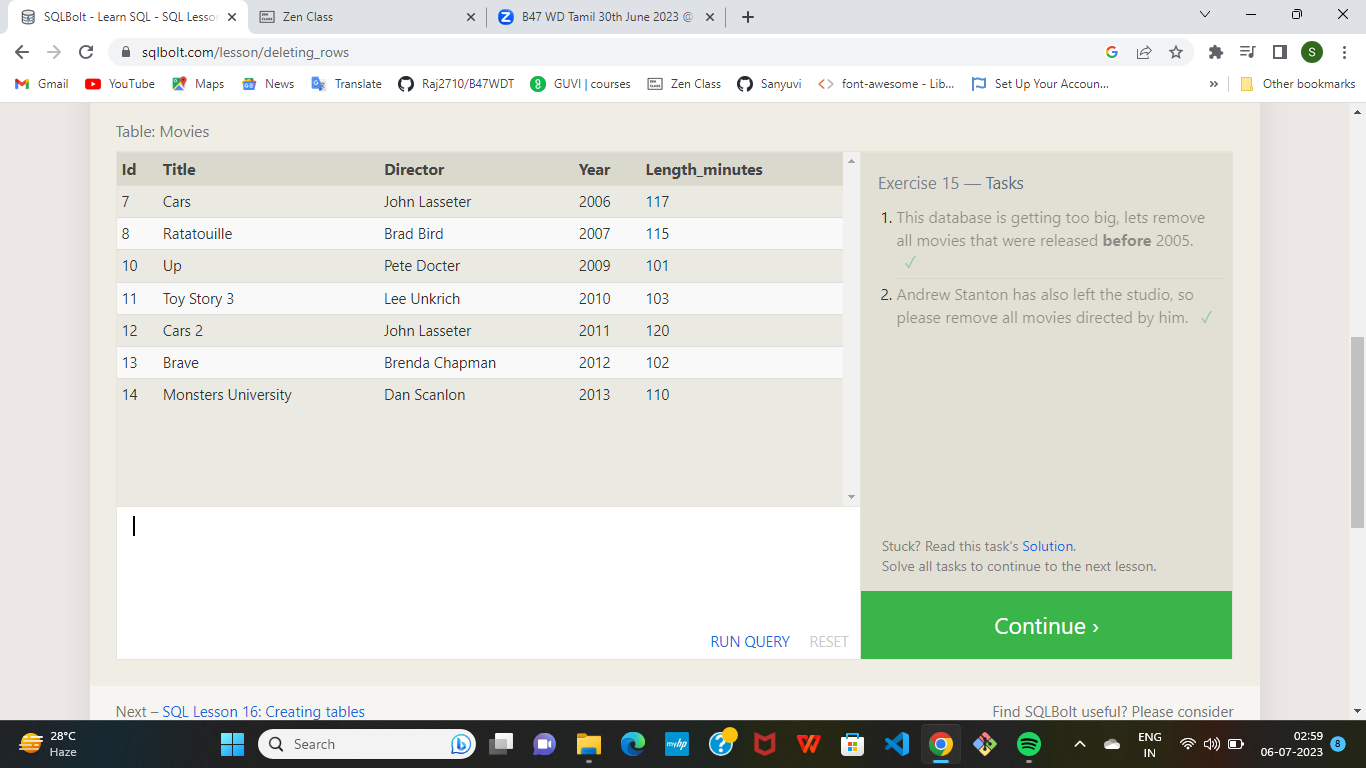 SQLBolt - Learn SQL - SQL Lesson
Zen Class
B47 WD Tamil 30th June 2023 @
sqlbolt.com/lesson/deleting_rows
S
Gmail YouTube Maps News Translate Raj2710/B47WDT GUVI | courses Zen Class Sanyuvi font-awesome - Lib... Set Up Your Accoun... » Other bookmarks
Table: Movies
Id Title Director Year Length_minutes
7 Cars John Lasseter 2006 117
8 Ratatouille Brad Bird 2007 115
10 Up Pete Docter 2009 101
11 Toy Story 3 Lee Unkrich 2010 103
12 Cars 2 John Lasseter 2011 120
13 Brave Brenda Chapman 2012 102
14 Monsters University Dan Scanlon 2013 110
Exercise 15 — Tasks
1. This database is getting too big, lets remove
all movies that were released before 2005.
✓
2. Andrew Stanton has also left the studio, so
please remove all movies directed by him. ✓
Stuck? Read this task's Solution.
Solve all tasks to continue to the next lesson.
RUN QUERY RESET
Continue ›
Next – SQL Lesson 16: Creating tables
Find SQLBolt useful? Please consider
28°C
Haze
Search
ENG
IN
02:59
06-07-2023
8